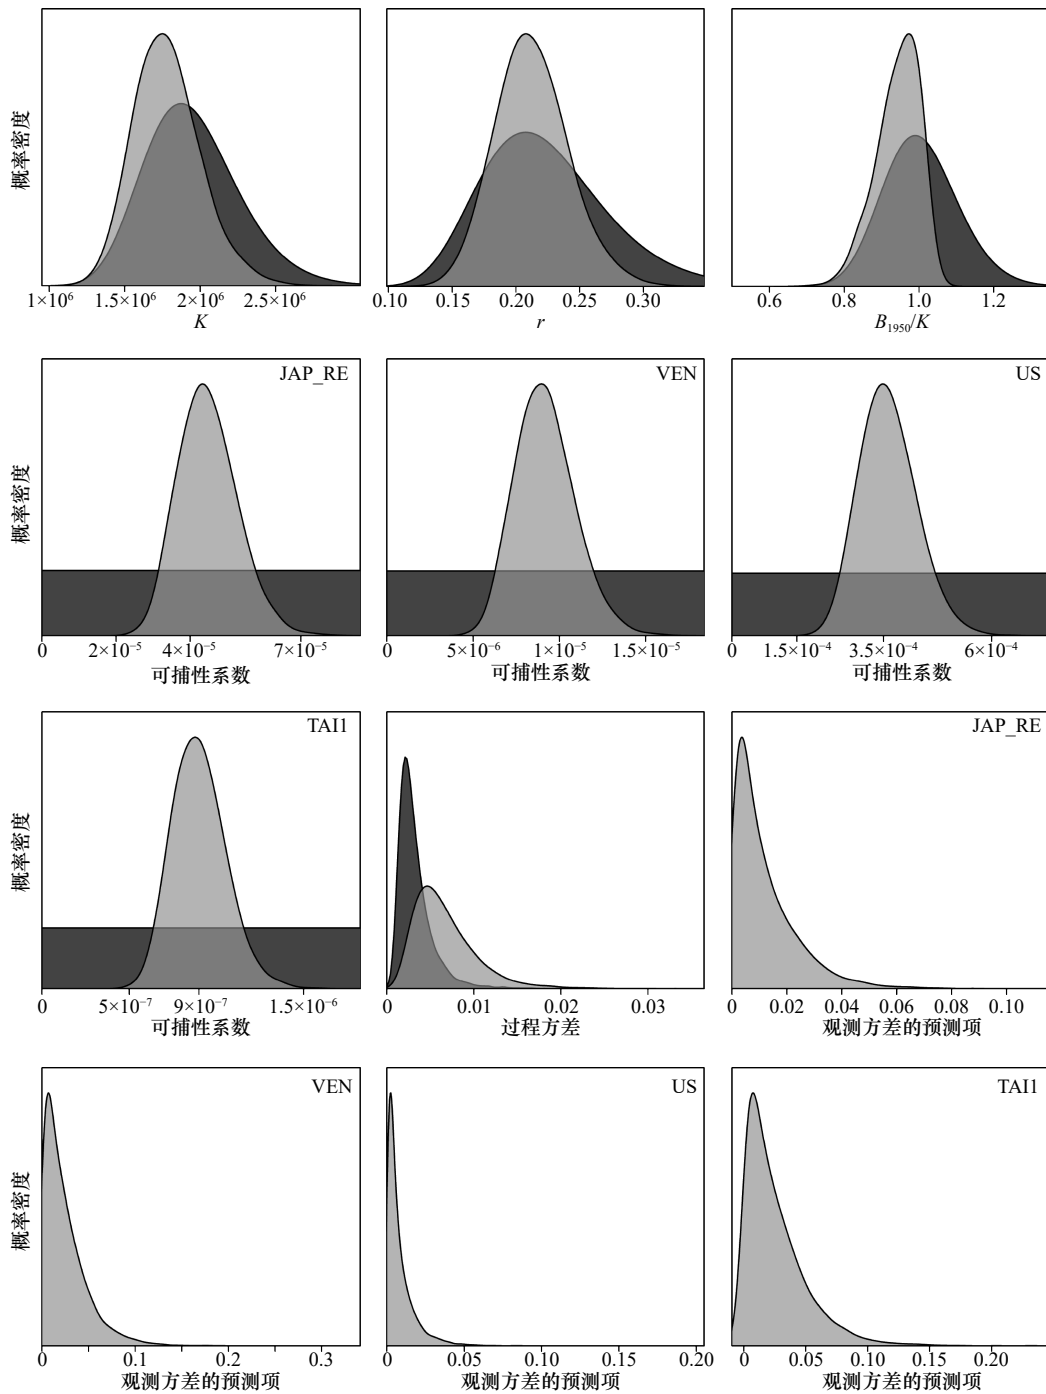 概率密度
1×10⁶ 1.5×10⁶ 2×10⁶ 2.5×10⁶
K
0.10 0.15 0.20 0.25 0.30
r
0.6 0.8 1.0 1.2
B₁₉₅₀/K
概率密度
JAP_RE
0 2×10⁻⁵ 4×10⁻⁵ 7×10⁻⁵
可捕性系数
VEN
0 5×10⁻⁶ 1×10⁻⁵ 1.5×10⁻⁵
可捕性系数
US
0 1.5×10⁻⁴ 3.5×10⁻⁴ 6×10⁻⁴
可捕性系数
概率密度
TAI1
0 5×10⁻⁷ 9×10⁻⁷ 1.5×10⁻⁶
可捕性系数
0 0.01 0.02 0.03
过程方差
JAP_RE
0 0.02 0.04 0.06 0.08 0.10
观测方差的预测项
概率密度
VEN
0 0.1 0.2 0.3
观测方差的预测项
US
0 0.05 0.10 0.15 0.20
观测方差的预测项
TAI1
0 0.05 0.10 0.15 0.20
观测方差的预测项